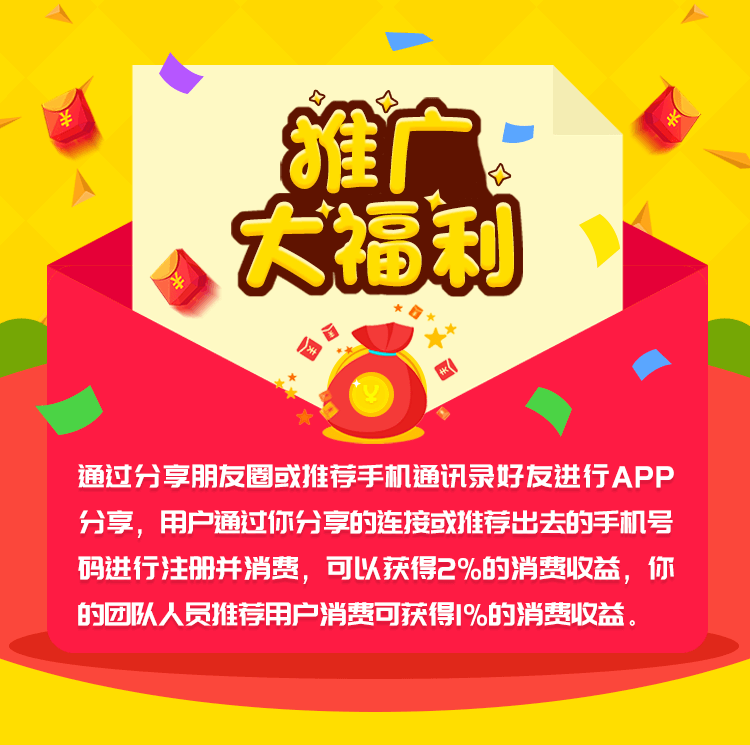 推广
大福利
通过分享朋友圈或推荐手机通讯录好友进行APP
分享，用户通过你分享的连接或推荐出去的手机号
码进行注册并消费，可以获得2%的消费收益，你
的团队人员推荐用户消费可获得1%的消费收益。